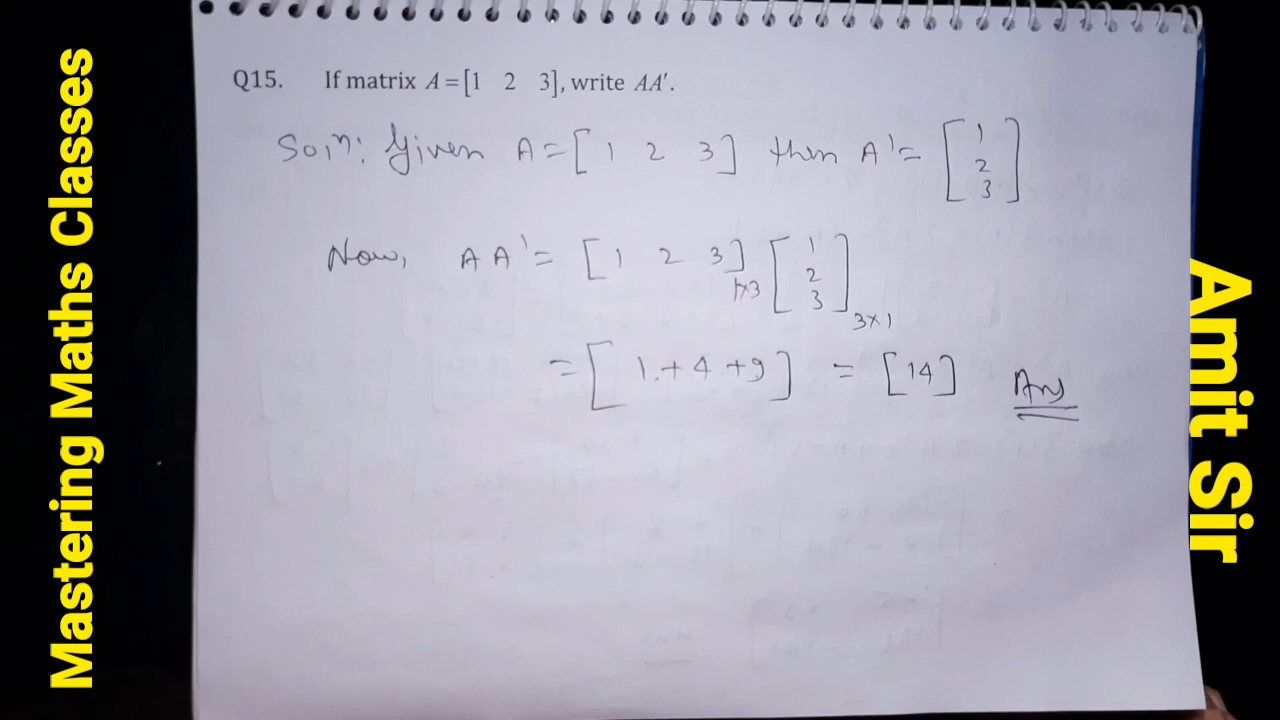 Mastering Maths Classes
Q15. If matrix A=[1 2 3], write AA′.
Soln: Given A = [ 1 2 3 ] then A' = [ 1 2 3 ]
Now, AA' = [ 1 2 3 ] 1×3 [ 1 2 3 ] 3×1
= [ 1.+4+9 ] = [14] Ans
Amit Sir